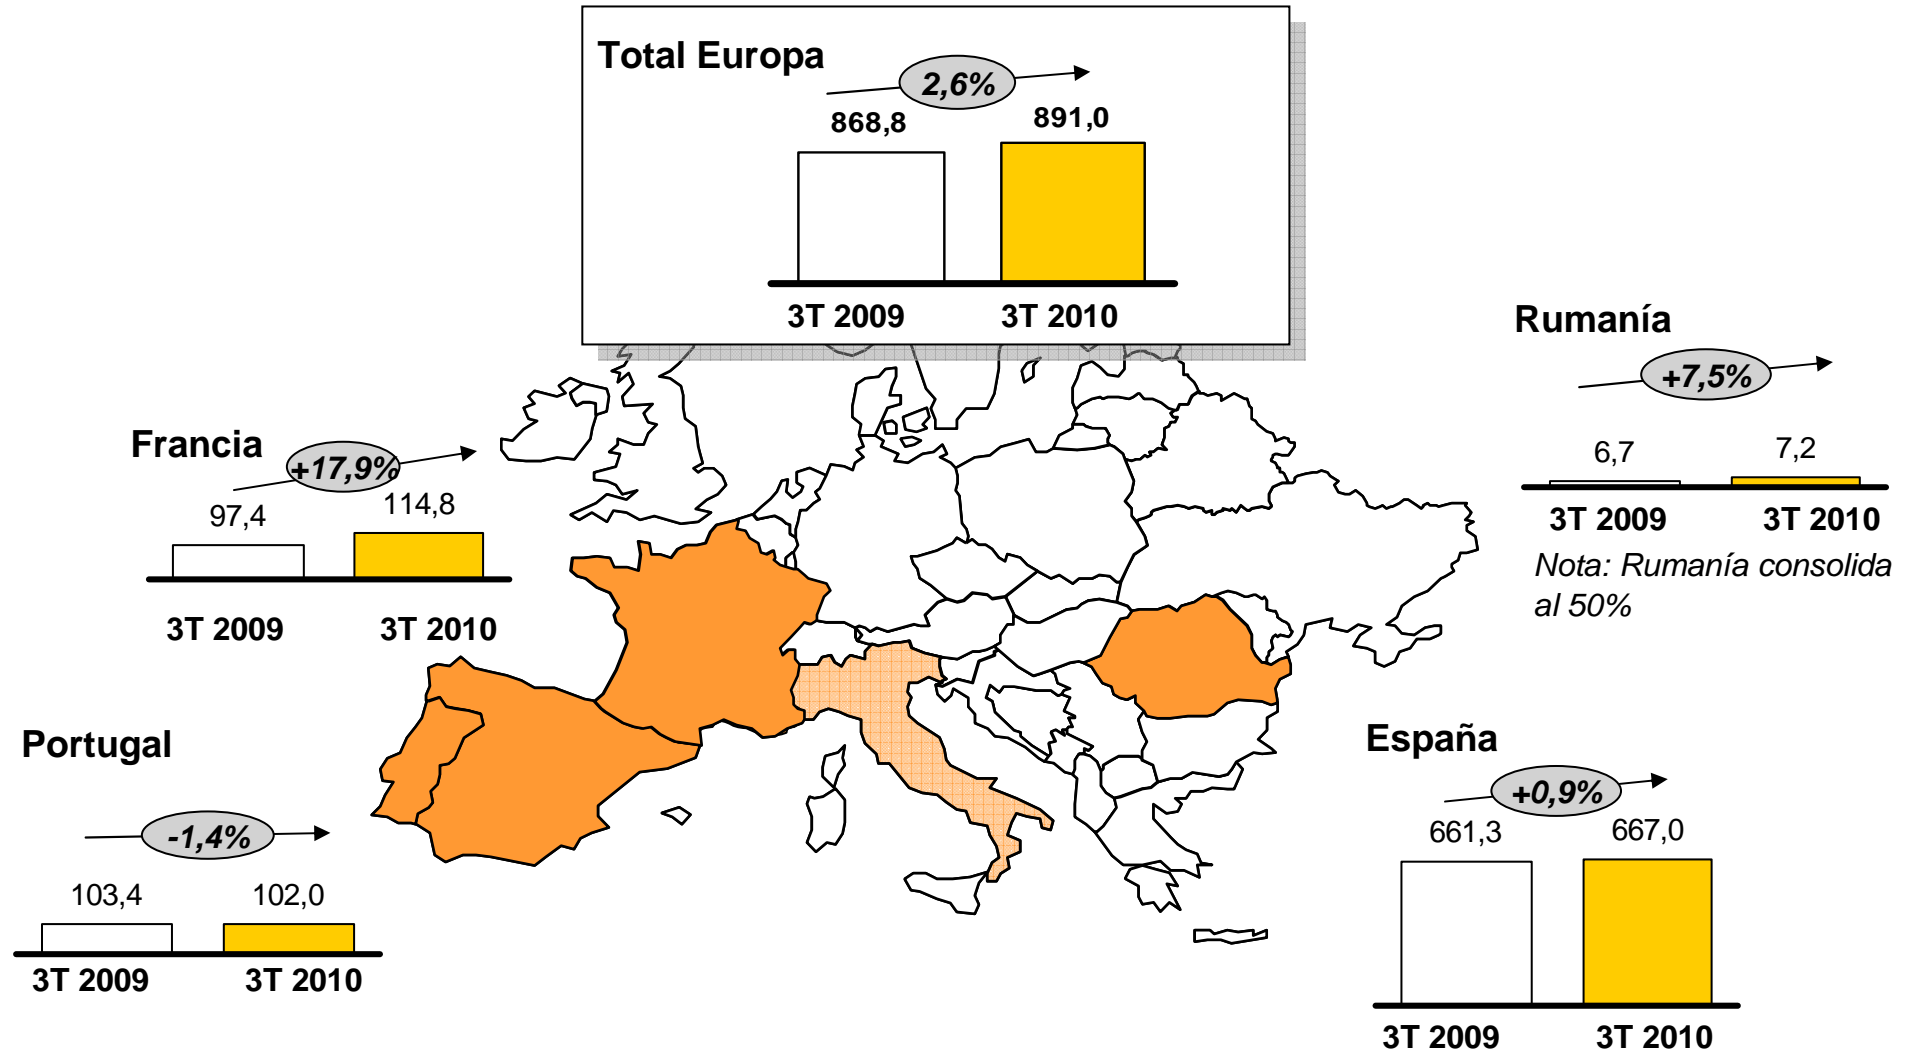 Total Europa
2,6%
868,8
891,0
3T 2009
3T 2010
Francia
+17,9%
97,4
114,8
3T 2009
3T 2010
Rumanía
+7,5%
6,7
7,2
3T 2009
3T 2010
Nota: Rumanía consolida
al 50%
Portugal
-1,4%
103,4
102,0
3T 2009
3T 2010
España
+0,9%
661,3
667,0
3T 2009
3T 2010